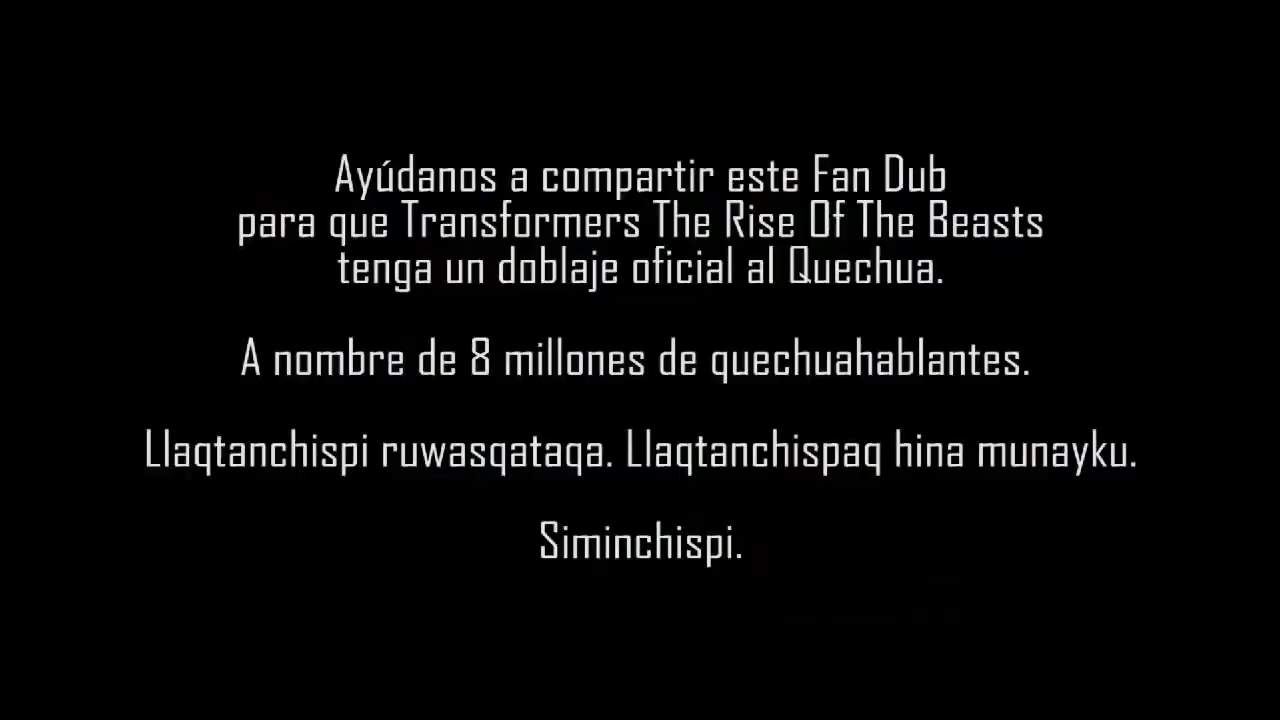 Ayúdanos a compartir este Fan Dub
para que Transformers The Rise Of The Beasts
tenga un doblaje oficial al Quechua.
A nombre de 8 millones de quechuahablantes.
Llaqtanchispi ruwasqataqa. Llaqtanchispaq hina munayku.
Siminchispi.